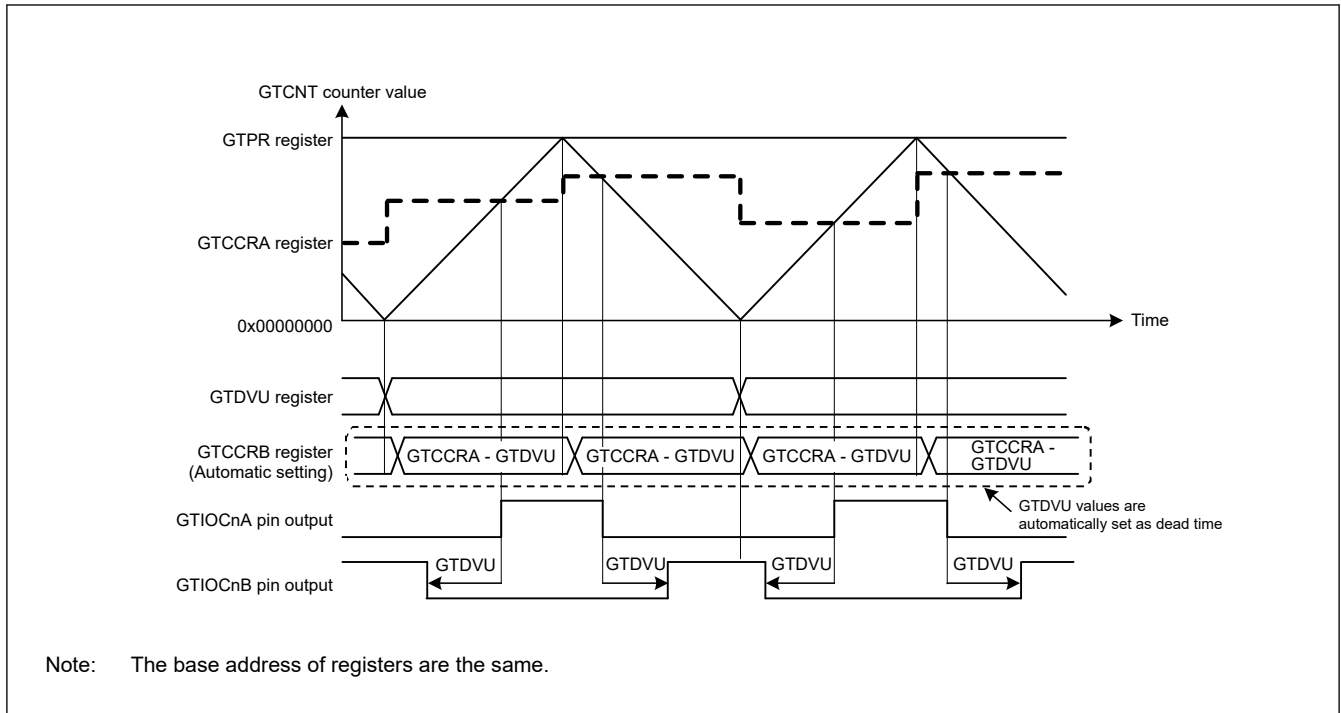 GTCNT counter value
GTPR register
GTCCRA register
0x00000000
Time
GTDVU register
GTCCRB register
(Automatic setting)
GTCCRA - GTDVU
GTCCRA - GTDVU
GTCCRA - GTDVU
GTCCRA -
GTDVU
GTDVU values are
automatically set as dead time
GTIOCnA pin output
GTIOCnB pin output
GTDVU
GTDVU
GTDVU
GTDVU
Note: The base address of registers are the same.